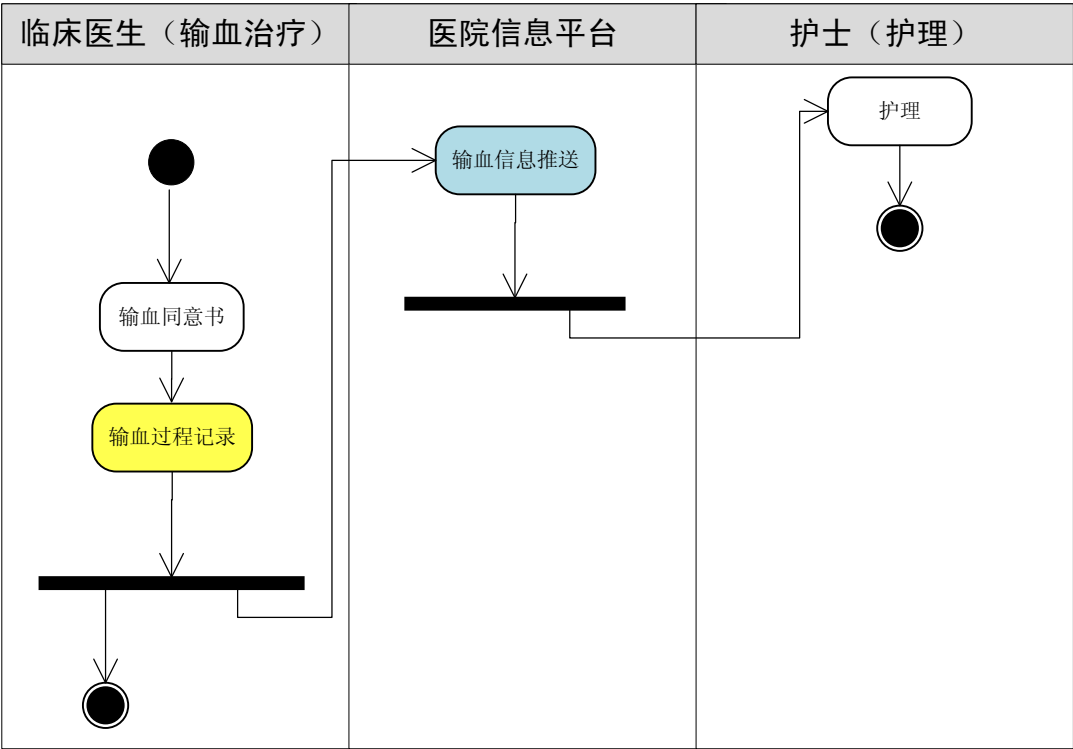 临床医生（输血治疗）
医院信息平台
护士（护理）
护理
输血信息推送
输血同意书
输血过程记录